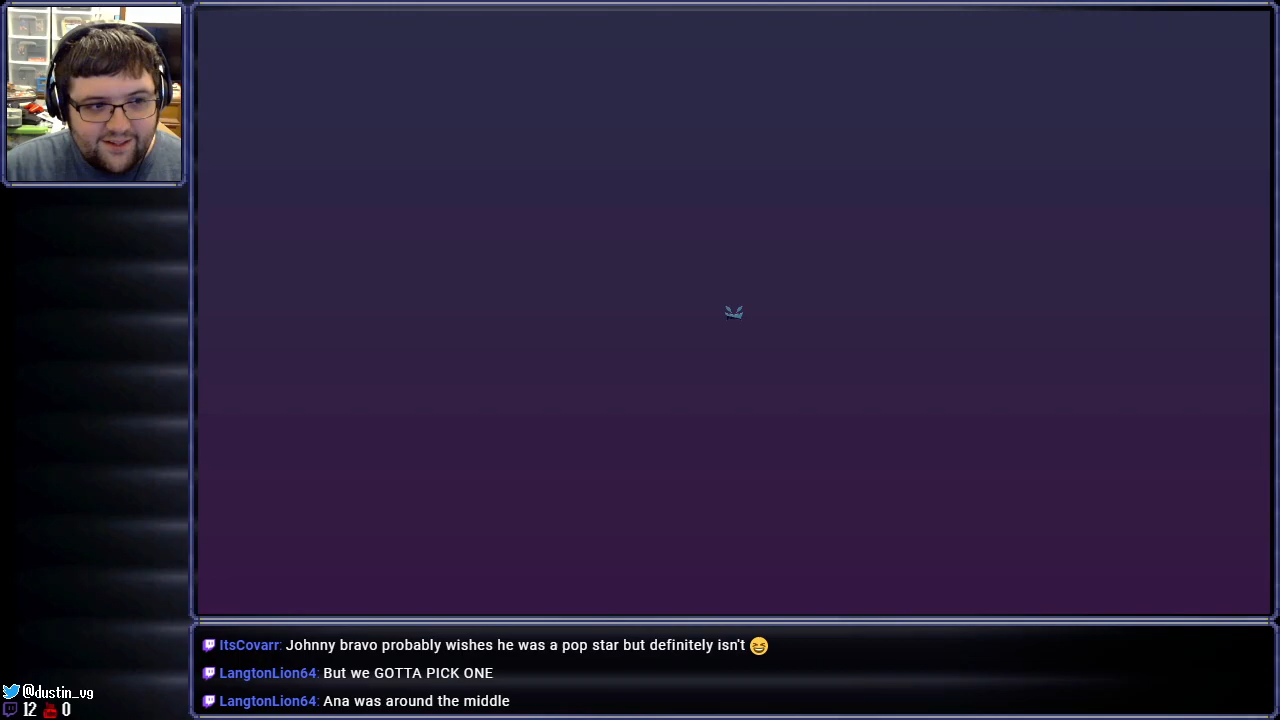 ItsCovarr: Johnny bravo probably wishes he was a pop star but definitely isn't 😆
LangtonLion64: But we GOTTA PICK ONE
LangtonLion64: Ana was around the middle
@dustin_vg
12 0